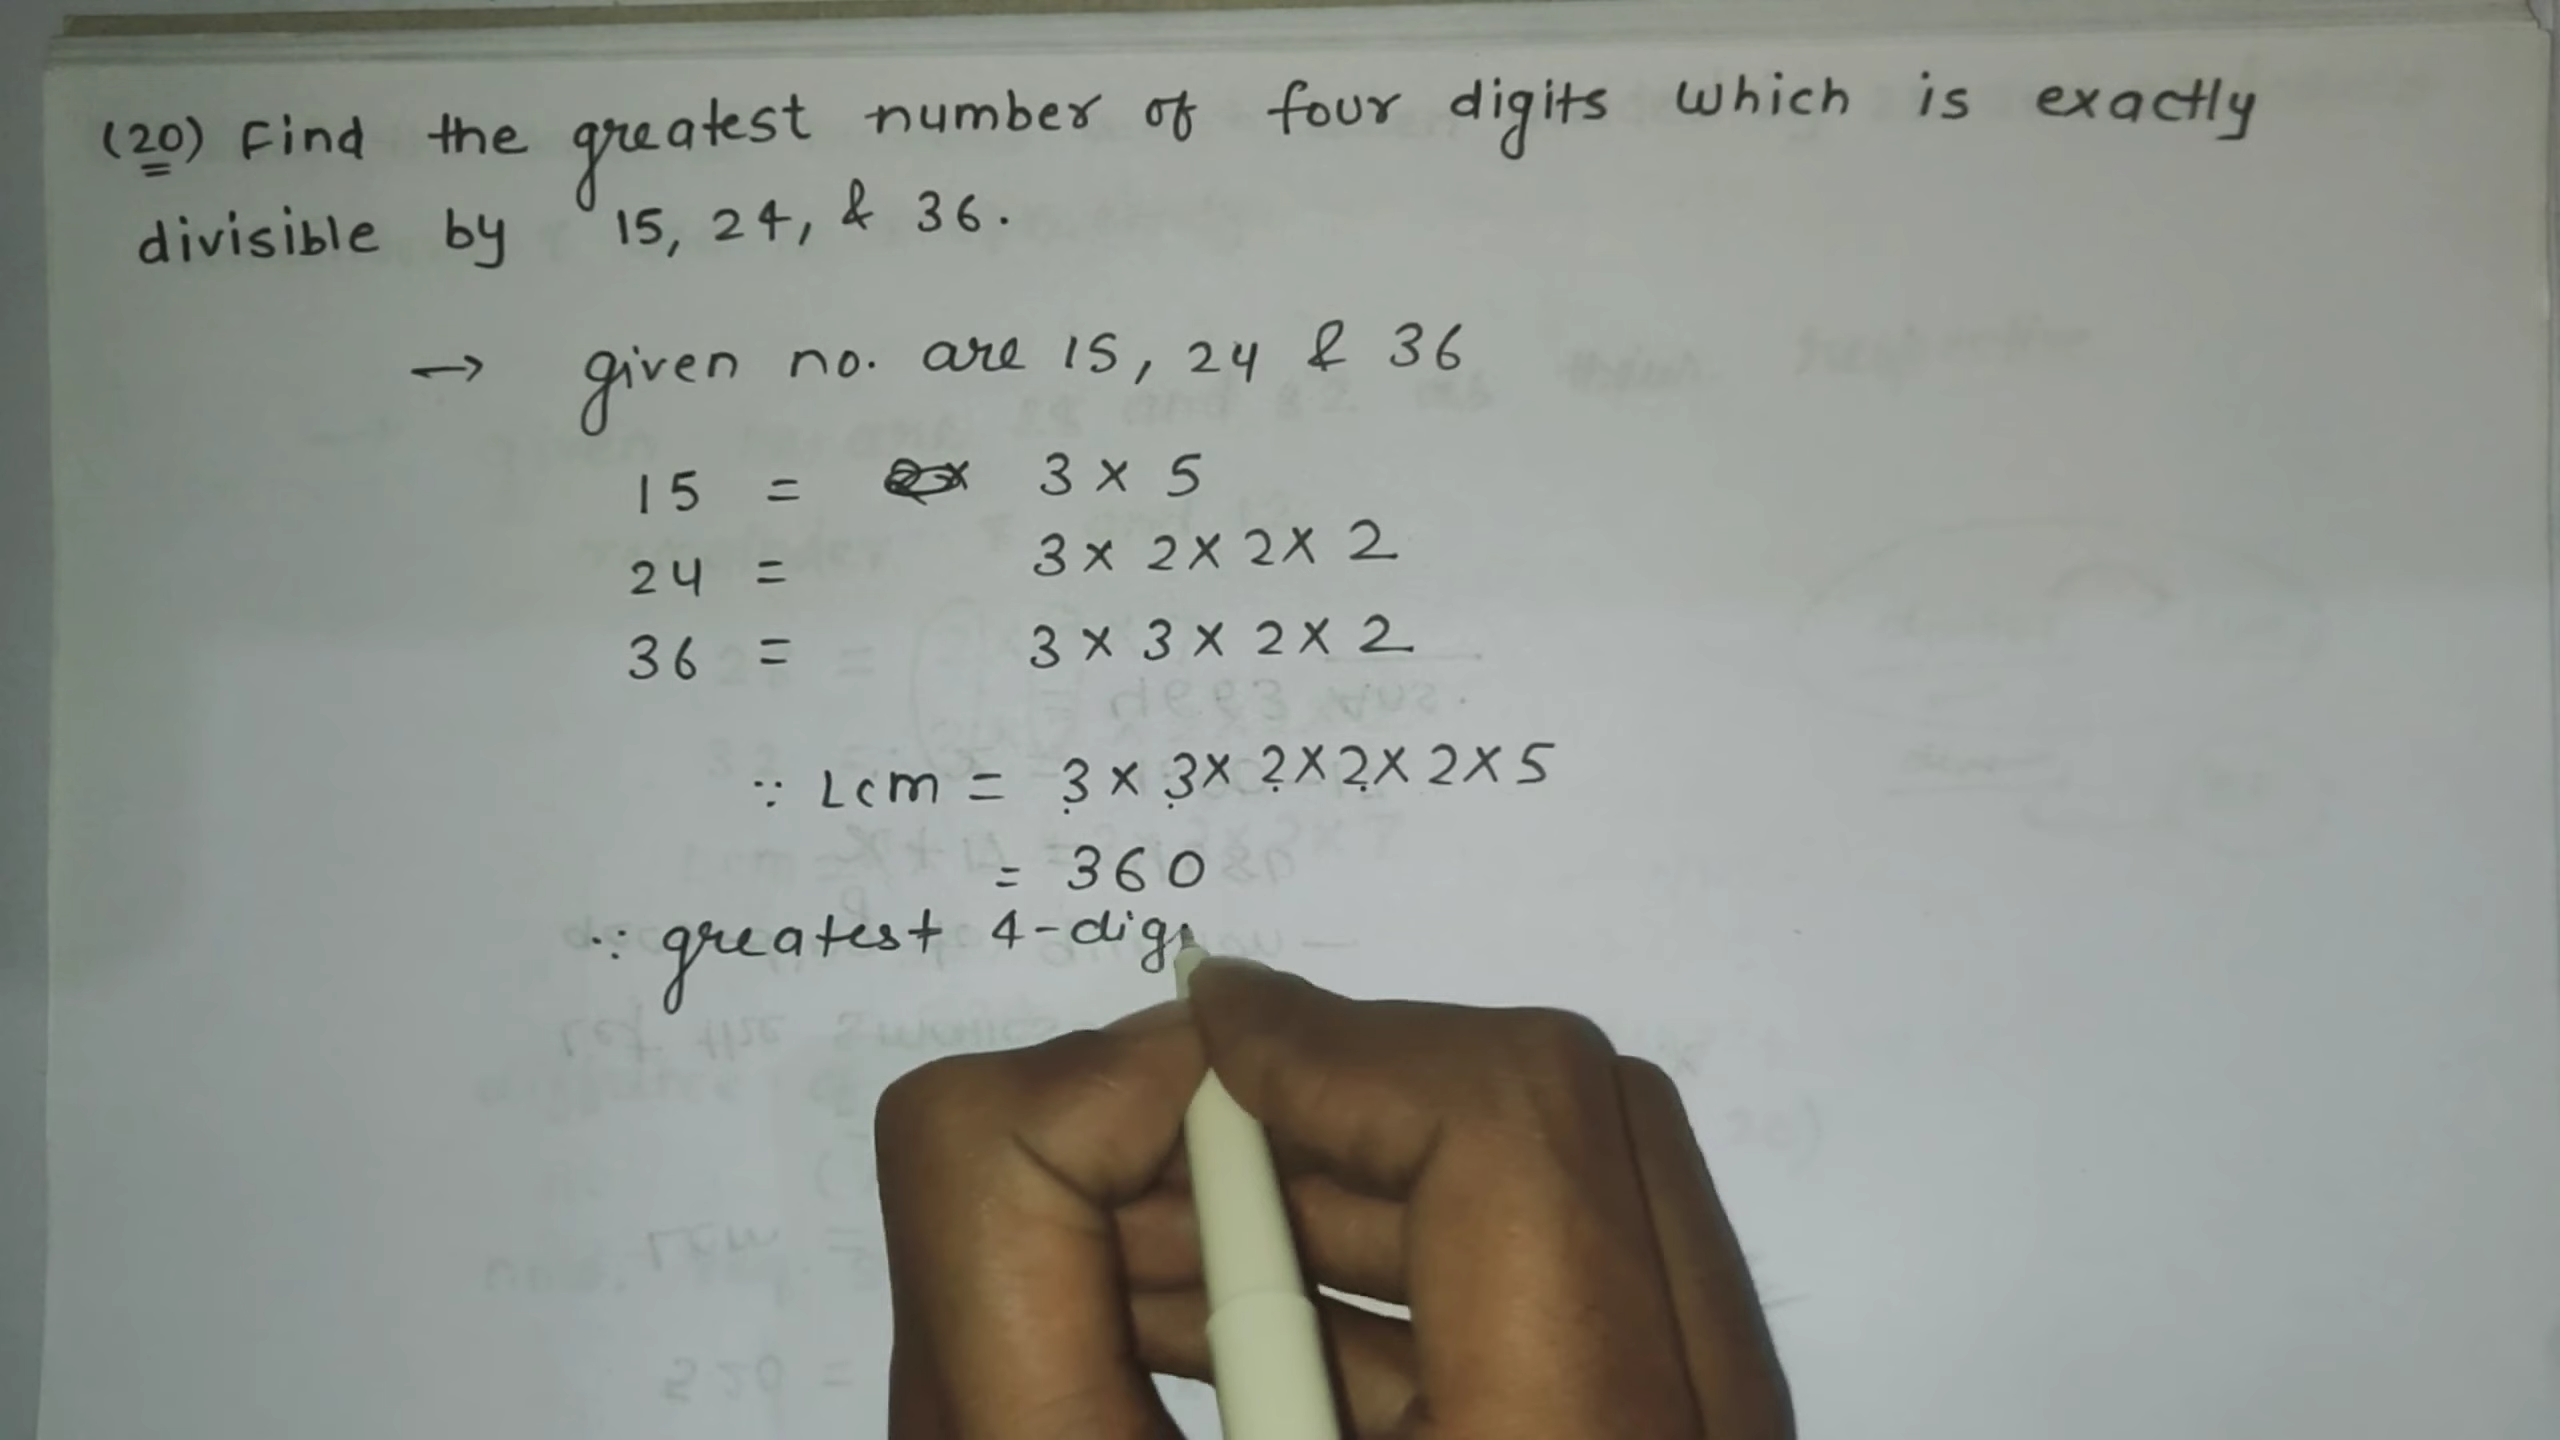 (20) Find the greatest number of four digits which is exactly
divisible by 15, 24, & 36.
→ given no. are 15, 24 & 36
15 = 3 × 5
24 = 3 × 2 × 2 × 2
36 = 3 × 3 × 2 × 2
∵ Lcm = 3 × 3 × 2 × 2 × 2 × 5
= 360
∵ greatest 4-digi